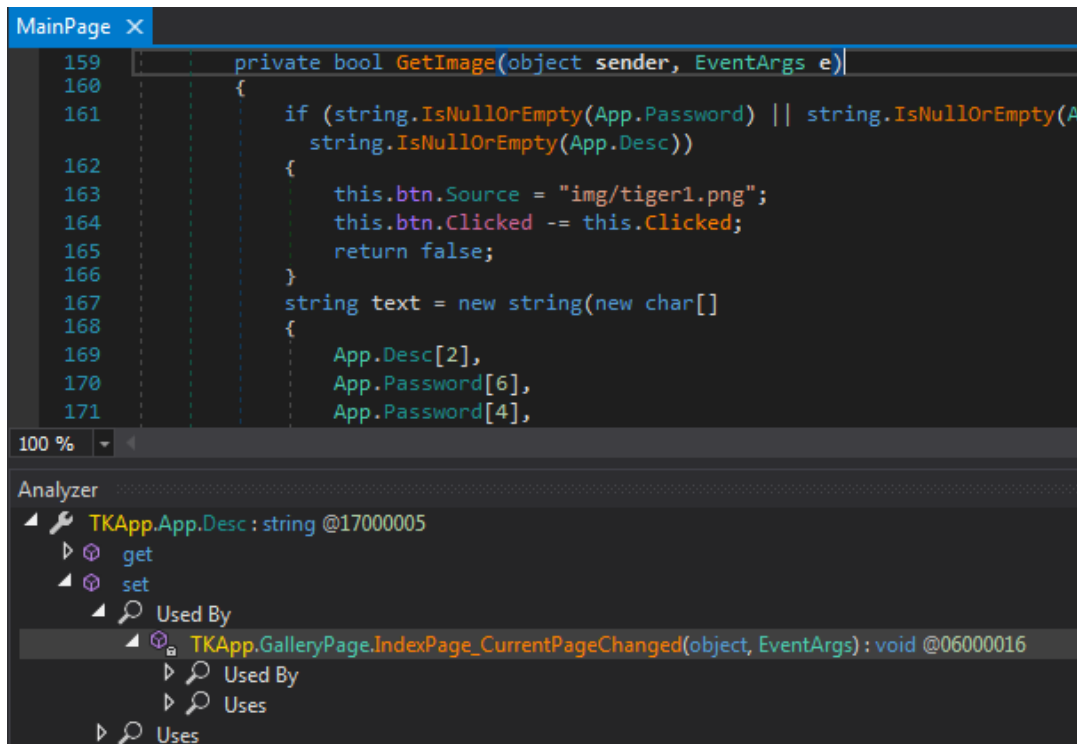 MainPage
159 private bool GetImage(object sender, EventArgs e)
160 {
161 if (string.IsNullOrEmpty(App.Password) || string.IsNullOrEmpty(A
string.IsNullOrEmpty(App.Desc))
162 {
163 this.btn.Source = "img/tiger1.png";
164 this.btn.Clicked -= this.Clicked;
165 return false;
166 }
167 string text = new string(new char[]
168 {
169 App.Desc[2],
170 App.Password[6],
171 App.Password[4],
100 %
Analyzer
TKApp.App.Desc : string @17000005
get
set
Used By
TKApp.GalleryPage.IndexPage_CurrentPageChanged(object, EventArgs) : void @06000016
Used By
Uses
Uses